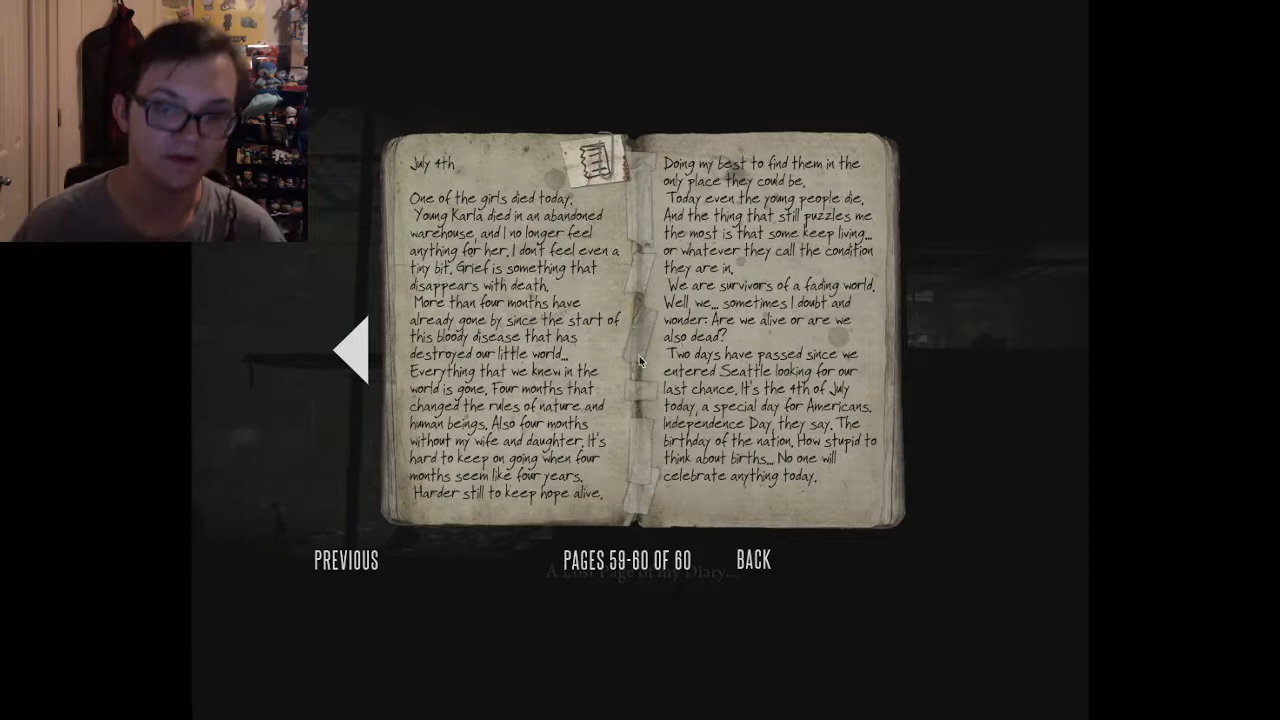 July 4th
One of the girls died today.
Young Karla died in an abandoned
warehouse, and I no longer feel
anything for her. I don't feel even a
tiny bit. Grief is something that
disappears with death.
More than four months have
already gone by since the start of
this bloody disease that has
destroyed our little world...
Everything that we knew in the
world is gone. Four months that
changed the rules of nature and
human beings. Also four months
without my wife and daughter. It's
hard to keep on going when four
months seem like four years.
Harder still to keep hope alive.
Doing my best to find them in the
only place they could be.
Today even the young people die.
And the thing that still puzzles me
the most is that some keep living...
or whatever they call the condition
they are in.
We are survivors of a fading world.
Well, we... sometimes I doubt and
wonder: Are we alive or are we
also dead?
Two days have passed since we
entered Seattle looking for our
last chance. It's the 4th of July
today, a special day for Americans.
Independence Day, they say. The
birthday of the nation. How stupid to
think about births... No one will
celebrate anything today.
PREVIOUS
PAGES 59-60 OF 60
BACK
A Lost Page of my Diary...